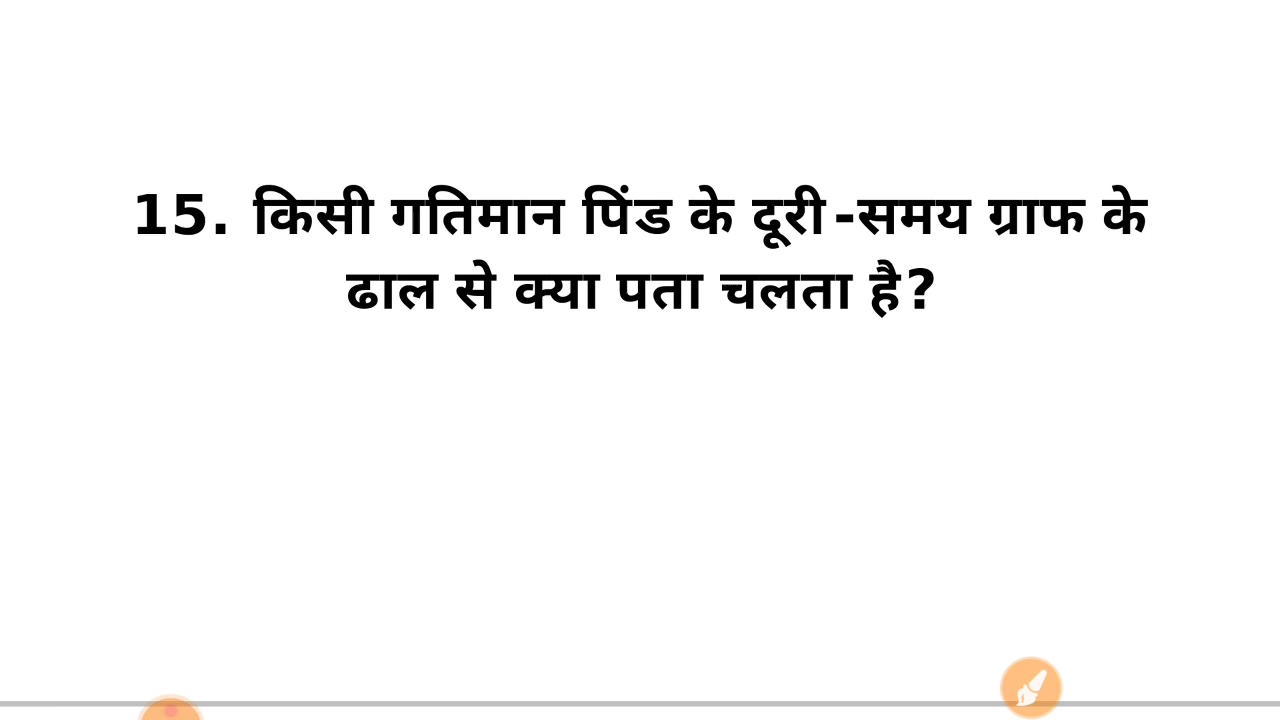 15. किसी गतिमान पिंड के दूरी-समय ग्राफ के
ढाल से क्या पता चलता है?